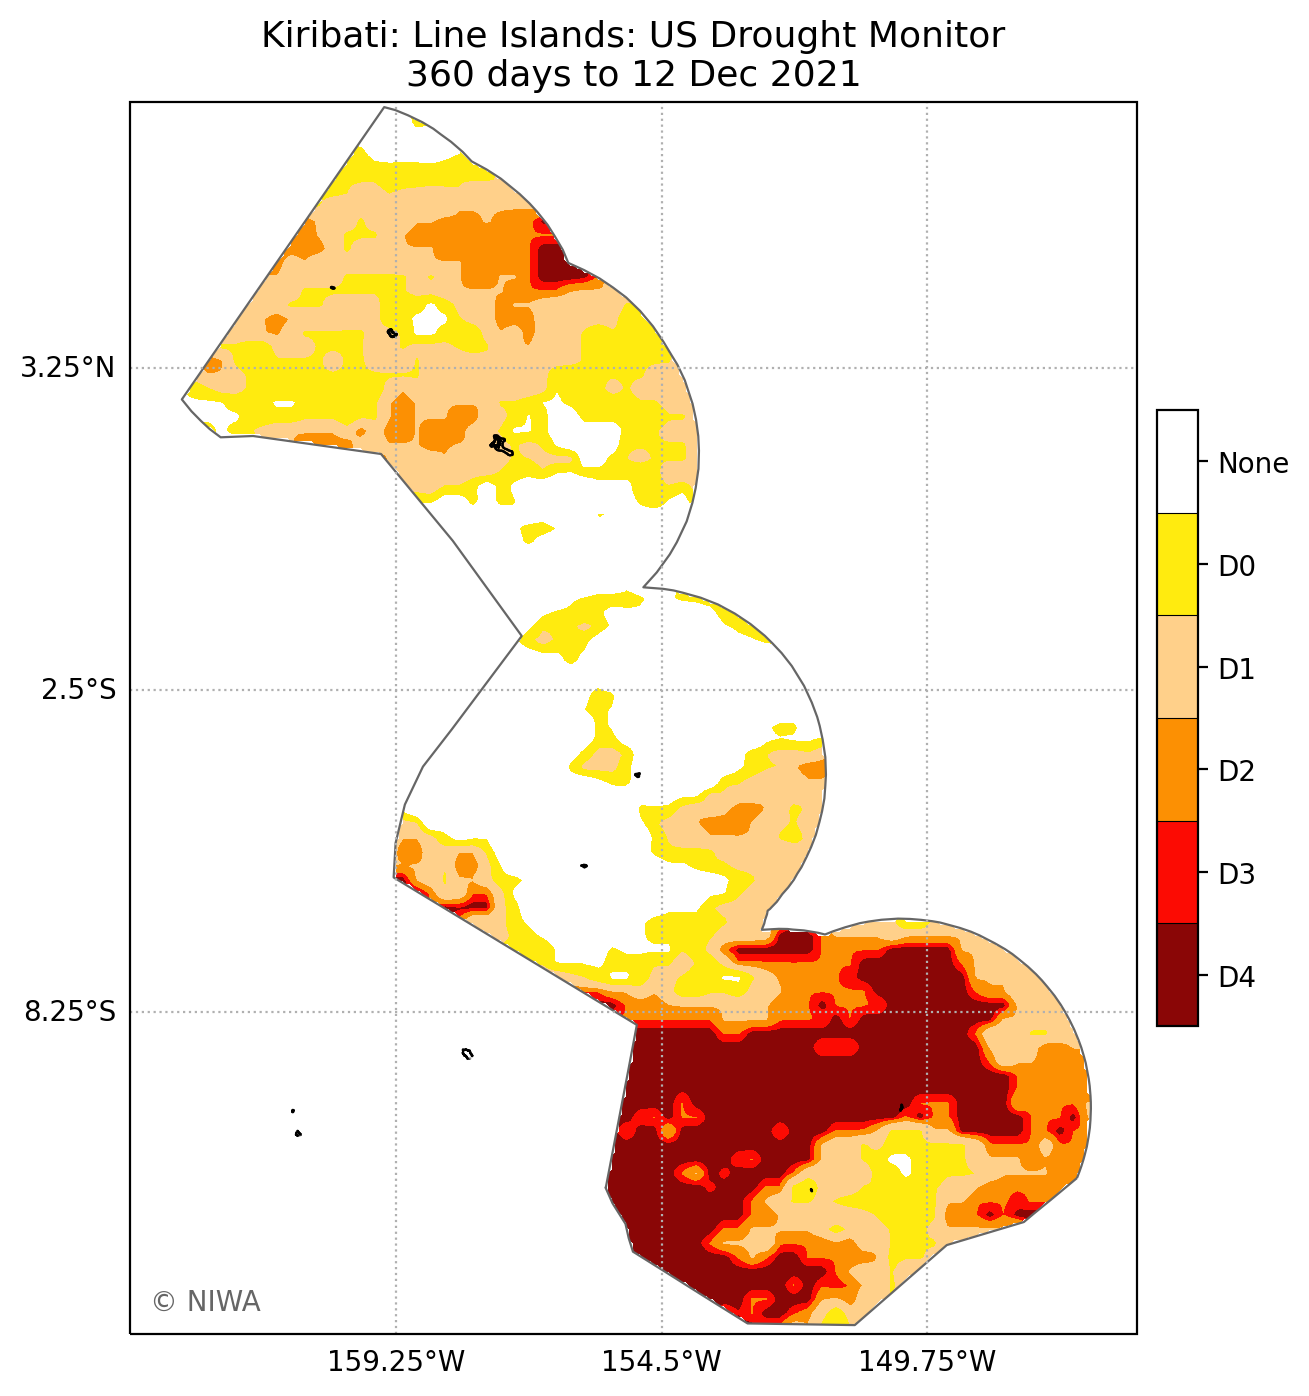 Kiribati: Line Islands: US Drought Monitor
360 days to 12 Dec 2021
3.25°N
2.5°S
8.25°S
159.25°W
154.5°W
149.75°W
None
D0
D1
D2
D3
D4
© NIWA